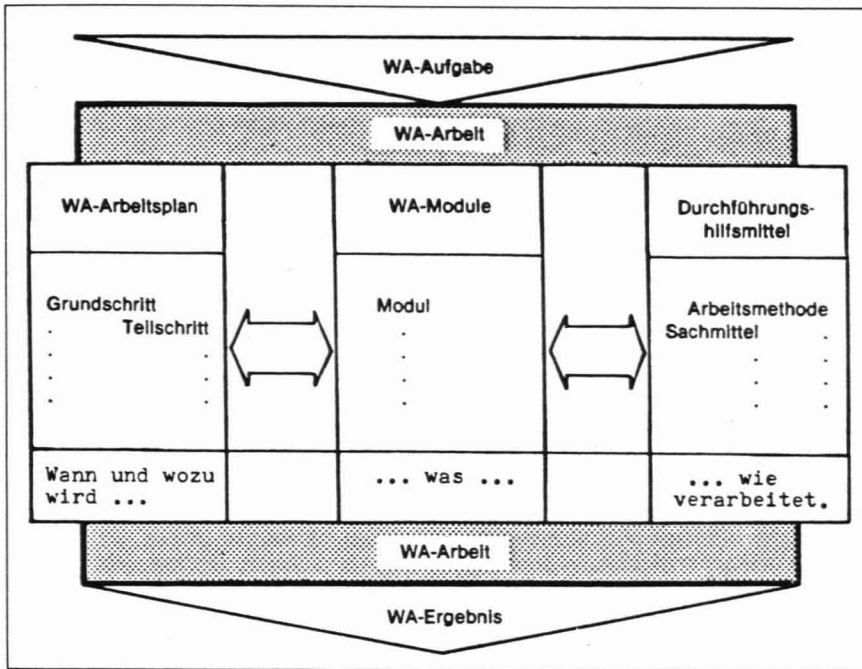 WA-Aufgabe
WA-Arbeit
WA-Arbeitsplan
WA-Module
Durchführungs-
hilfsmittel
Grundschritt
Teilschritt
Modul
Arbeitsmethode
Sachmittel
Wann und wozu
wird ...
... was ...
... wie
verarbeitet.
WA-Arbeit
WA-Ergebnis